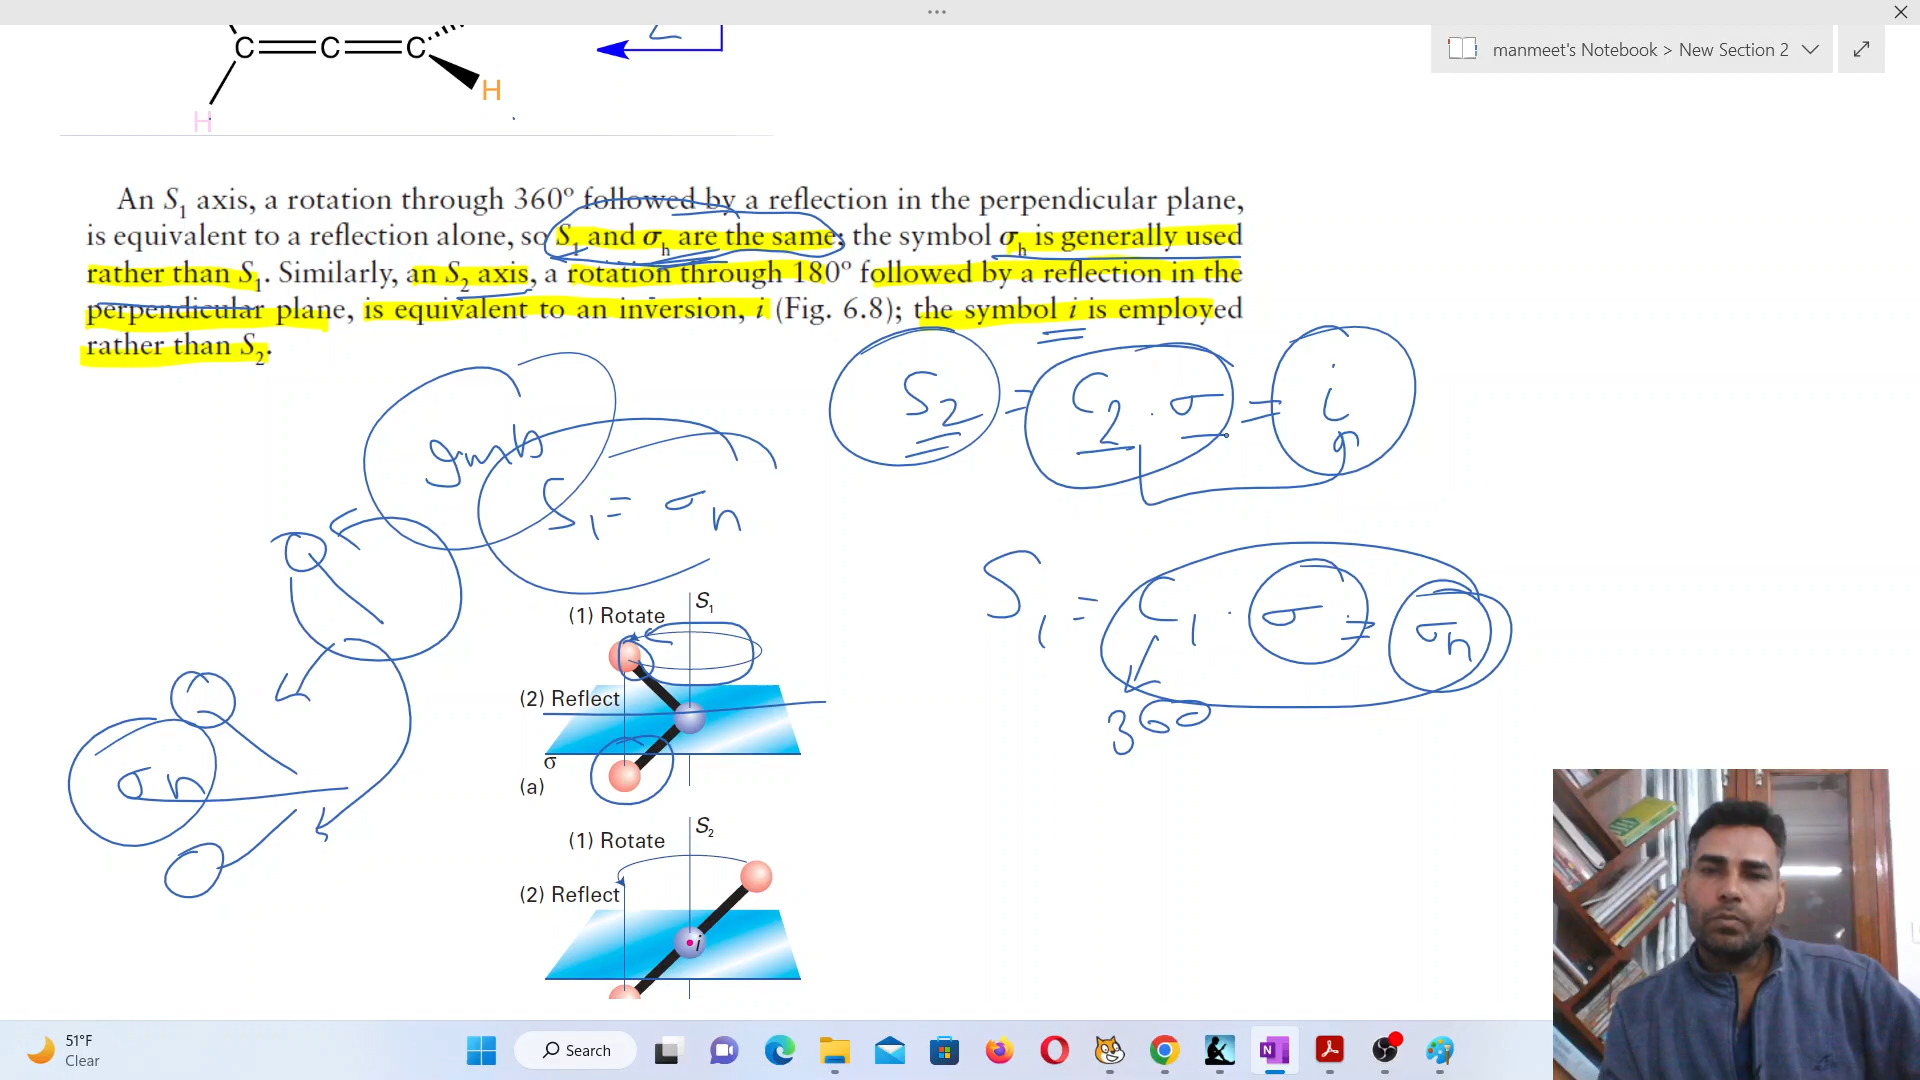 manmeet's Notebook > New Section 2
C C C
H
H
An S₁ axis, a rotation through 360° followed by a reflection in the perpendicular plane,
is equivalent to a reflection alone, so S₁ and σₕ are the same; the symbol σₕ is generally used
rather than S₁. Similarly, an S₂ axis, a rotation through 180° followed by a reflection in the
perpendicular plane, is equivalent to an inversion, i (Fig. 6.8); the symbol i is employed
rather than S₂.
S₂ = C₂ . σ = i
S₁ = σₕ
S₁ = C₁ . σ = σₕ
360
σₕ
S₁
(1) Rotate
(2) Reflect
σ
(a)
S₂
(1) Rotate
(2) Reflect
i
51°F
Clear
Search